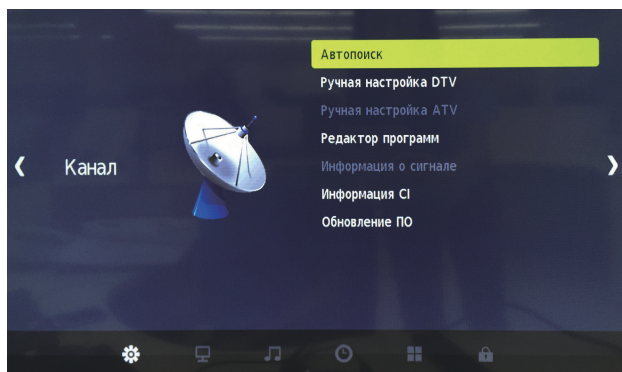 Канал
Автопоиск
Ручная настройка DTV
Ручная настройка ATV
Редактор программ
Информация о сигнале
Информация CI
Обновление ПО